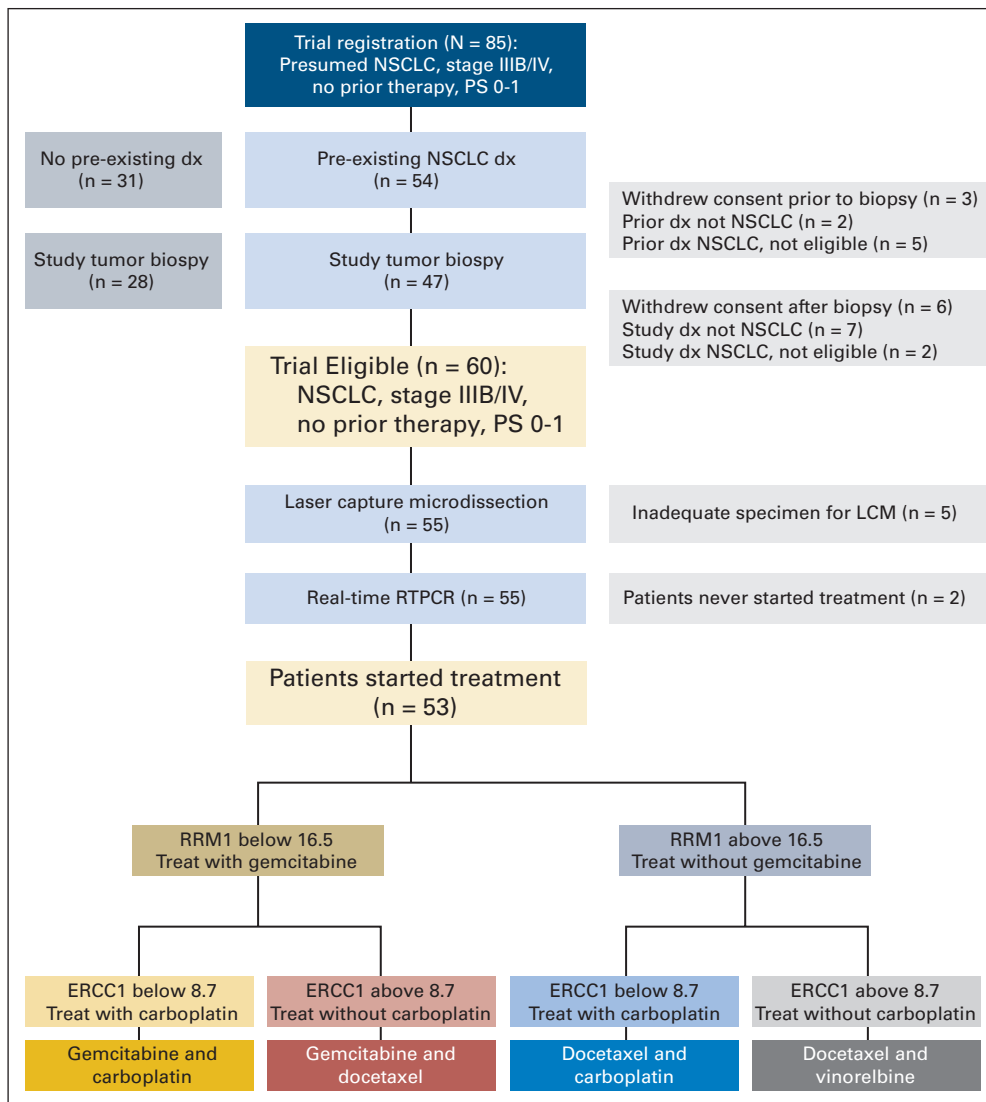 Trial registration (N = 85):
Presumed NSCLC, stage IIIB/IV,
no prior therapy, PS 0-1
No pre-existing dx
(n = 31)
Pre-existing NSCLC dx
(n = 54)
Withdrew consent prior to biopsy (n = 3)
Prior dx not NSCLC (n = 2)
Prior dx NSCLC, not eligible (n = 5)
Study tumor biospy
(n = 28)
Study tumor biospy
(n = 47)
Withdrew consent after biopsy (n = 6)
Study dx not NSCLC (n = 7)
Study dx NSCLC, not eligible (n = 2)
Trial Eligible (n = 60):
NSCLC, stage IIIB/IV,
no prior therapy, PS 0-1
Laser capture microdissection
(n = 55)
Inadequate specimen for LCM (n = 5)
Real-time RTPCR (n = 55)
Patients never started treatment (n = 2)
Patients started treatment
(n = 53)
RRM1 below 16.5
Treat with gemcitabine
RRM1 above 16.5
Treat without gemcitabine
ERCC1 below 8.7
Treat with carboplatin
ERCC1 above 8.7
Treat without carboplatin
ERCC1 below 8.7
Treat with carboplatin
ERCC1 above 8.7
Treat without carboplatin
Gemcitabine and
carboplatin
Gemcitabine and
docetaxel
Docetaxel and
carboplatin
Docetaxel and
vinorelbine